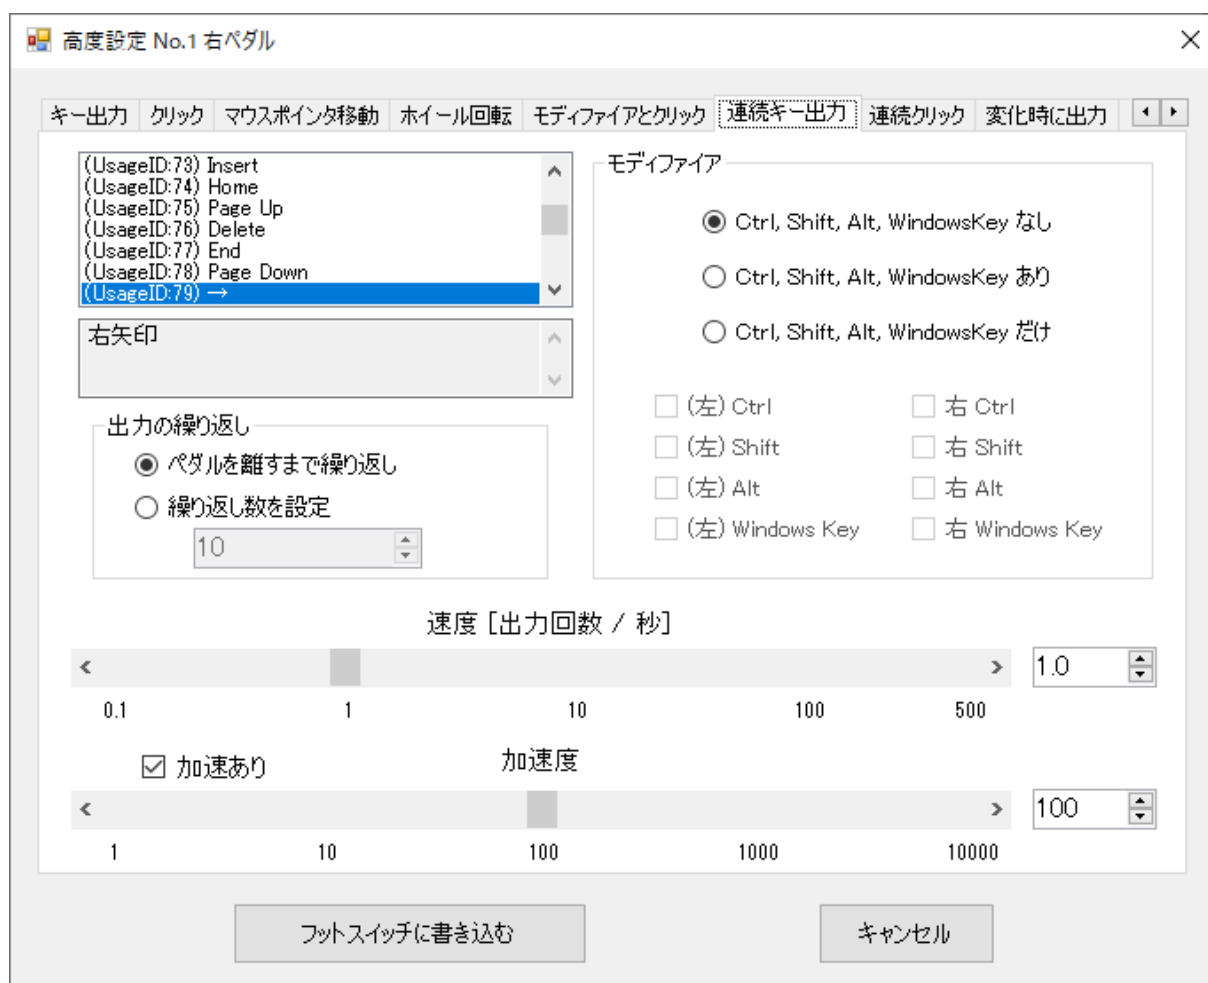 高度設定 No.1 右ペダル
キー出力 クリック マウスポインタ移動 ホイール回転 モディファイアとクリック 連続キー出力 連続クリック 変化時に出力
(UsageID:73) Insert
(UsageID:74) Home
(UsageID:75) Page Up
(UsageID:76) Delete
(UsageID:77) End
(UsageID:78) Page Down
(UsageID:79) →
右矢印
出力の繰り返し
ペダルを離すまで繰り返し
繰り返し数を設定
10
モディファイア
Ctrl, Shift, Alt, WindowsKey なし
Ctrl, Shift, Alt, WindowsKey あり
Ctrl, Shift, Alt, WindowsKey だけ
(左) Ctrl 右 Ctrl
(左) Shift 右 Shift
(左) Alt 右 Alt
(左) Windows Key 右 Windows Key
速度 [出力回数 / 秒]
1.0
0.1 1 10 100 500
加速あり 加速度
100
1 10 100 1000 10000
フットスイッチに書き込む キャンセル